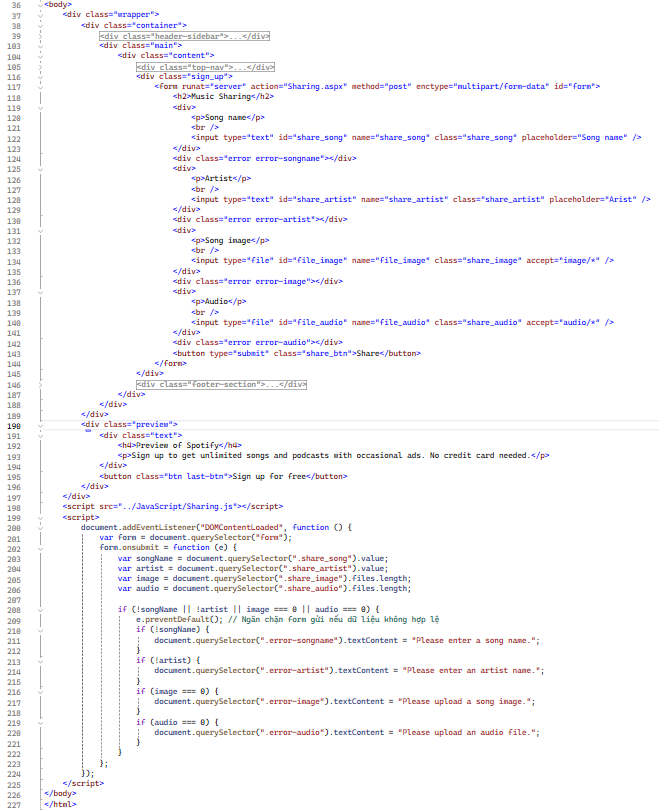 36 <body>
37 <div class="wrapper">
38 <div class="container">
39 <div class="header-sidebar">...</div>
103 <div class="main">
104 <div class="content">
105 <div class="top-nav">...</div>
116 <div class="sign_up">
117 <form runat="server" action="Sharing.aspx" method="post" enctype="multipart/form-data" id="form">
118 <h2>Music Sharing</h2>
119 <div>
120 <p>Song name</p>
121 <br />
122 <input type="text" id="share_song" name="share_song" class="share_song" placeholder="Song name" />
123 </div>
124 <div class="error error-songname"></div>
125 <div>
126 <p>Artist</p>
127 <br />
128 <input type="text" id="share_artist" name="share_artist" class="share_artist" placeholder="Arist" />
129 </div>
130 <div class="error error-artist"></div>
131 <div>
132 <p>Song image</p>
133 <br />
134 <input type="file" id="file_image" name="file_image" class="share_image" accept="image/*" />
135 </div>
136 <div class="error error-image"></div>
137 <div>
138 <p>Audio</p>
139 <br />
140 <input type="file" id="file_audio" name="file_audio" class="share_audio" accept="audio/*" />
141 </div>
142 <div class="error error-audio"></div>
143 <button type="submit" class="share_btn">Share</button>
144 </form>
145 </div>
146 <div class="footer-section">...</div>
187 </div>
188 </div>
189 </div>
190 <div class="preview">
191 <div class="text">
192 <h4>Preview of Spotify</h4>
193 <p>Sign up to get unlimited songs and podcasts with occasional ads. No credit card needed.</p>
194 </div>
195 <button class="btn last-btn">Sign up for free</button>
196 </div>
197 </div>
198 <script src="../JavaScript/Sharing.js"></script>
199 <script>
200 document.addEventListener("DOMContentLoaded", function () {
201 var form = document.querySelector("form");
202 form.onsubmit = function (e) {
203 var songName = document.querySelector(".share_song").value;
204 var artist = document.querySelector(".share_artist").value;
205 var image = document.querySelector(".share_image").files.length;
206 var audio = document.querySelector(".share_audio").files.length;
207
208 if (!songName || !artist || image === 0 || audio === 0) {
209 e.preventDefault(); // Ngăn chặn form gửi nếu dữ liệu không hợp lệ
210 if (!songName) {
211 document.querySelector(".error-songname").textContent = "Please enter a song name.";
212 }
213 if (!artist) {
214 document.querySelector(".error-artist").textContent = "Please enter an artist name.";
215 }
216 if (image === 0) {
217 document.querySelector(".error-image").textContent = "Please upload a song image.";
218 }
219 if (audio === 0) {
220 document.querySelector(".error-audio").textContent = "Please upload an audio file.";
221 }
222 }
223 };
224 });
225 </script>
226 </body>
227 </html>